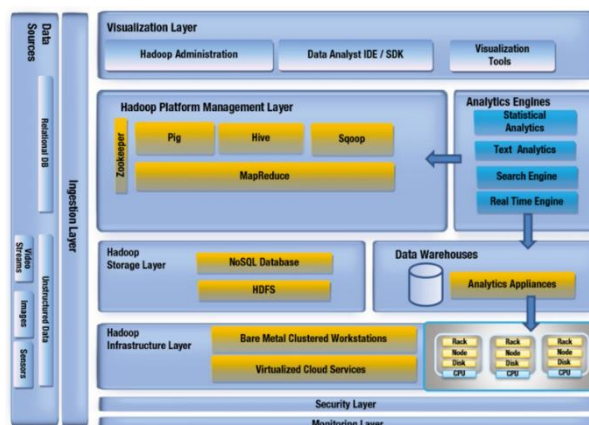 Data
Sources
Relational DB
Unstructured Data
Video
Streams
Images
Sensors
Ingestion Layer
Visualization Layer
Hadoop Administration
Data Analyst IDE / SDK
Visualization
Tools
Hadoop Platform Management Layer
Zookeeper
Pig
Hive
Sqoop
MapReduce
Analytics Engines
Statistical
Analytics
Text Analytics
Search Engine
Real Time Engine
Hadoop
Storage Layer
NoSQL Database
HDFS
Data Warehouses
Analytics Appliances
Hadoop
Infrastructure Layer
Bare Metal Clustered Workstations
Virtualized Cloud Services
Rack
Node
Disk
CPU
Rack
Node
Disk
CPU
Rack
Node
Disk
CPU
Security Layer
Monitoring Layer